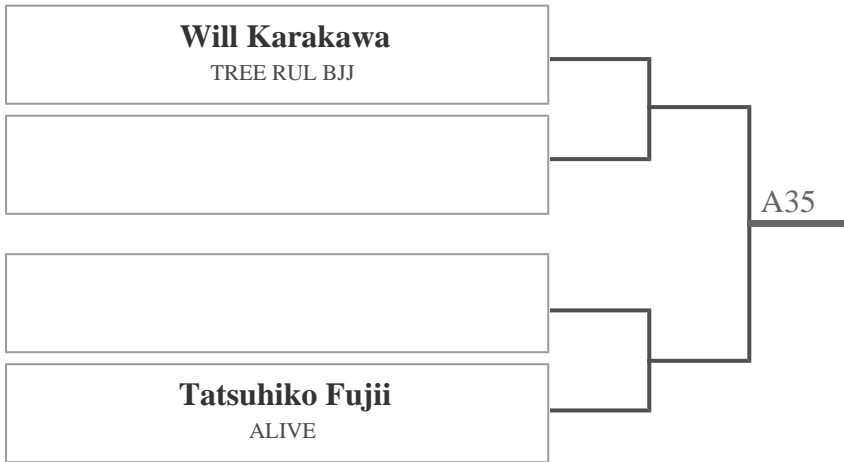 Will Karakawa
TREE RUL BJJ
A35
Tatsuhiko Fujii
ALIVE